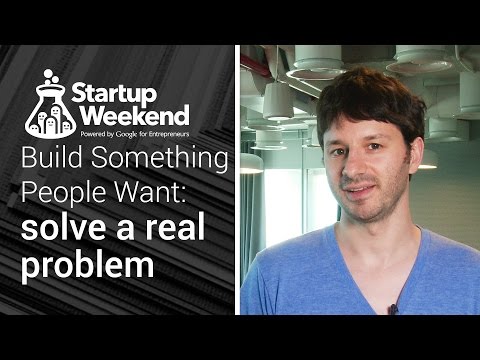 Startup
Weekend
Powered by Google for Entrepreneurs
Build Something
People Want:
solve a real
problem